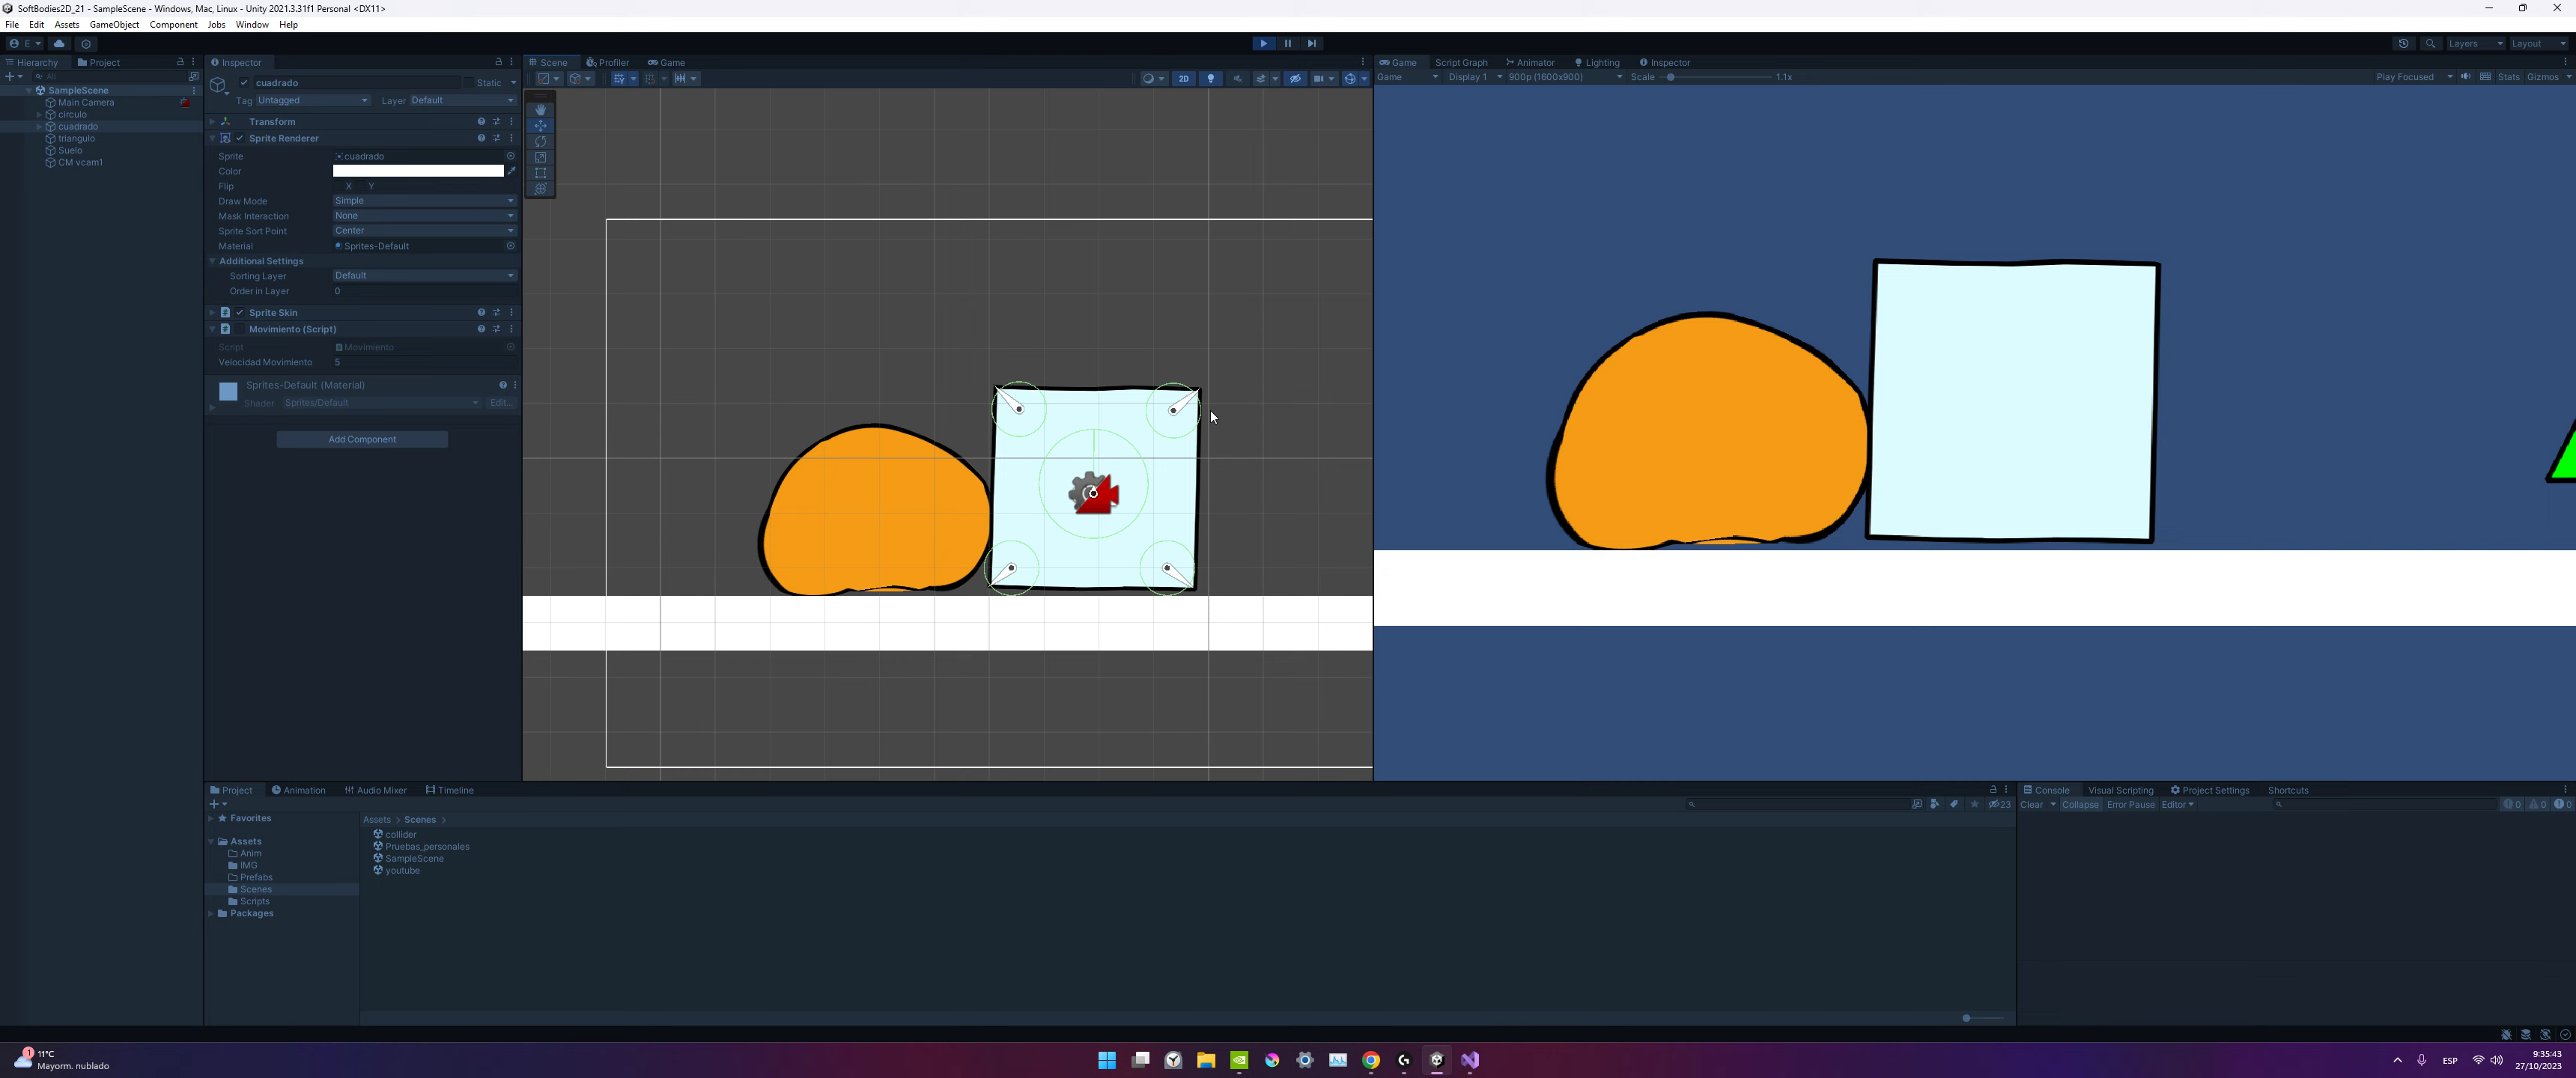 SoftBodies2D_21 - SampleScene - Windows, Mac, Linux - Unity 2021.3.31f1 Personal <DX11>
File Edit Assets GameObject Component Jobs Window Help
E Layers Layout
Hierarchy Project
All
SampleScene
Main Camera
circulo
cuadrado
triangulo
Suelo
CM vcam1
Inspector
cuadrado Static
Tag Untagged Layer Default
Transform
Sprite Renderer
Sprite cuadrado
Color
Flip X Y
Draw Mode Simple
Mask Interaction None
Sprite Sort Point Center
Material Sprites-Default
Additional Settings
Sorting Layer Default
Order in Layer 0
Sprite Skin
Movimiento (Script)
Script Movimiento
Velocidad Movimiento 5
Sprites-Default (Material)
Shader Sprites/Default Edit...
Add Component
Scene Profiler Game
2D
Game Script Graph Animator Lighting Inspector
Game Display 1 900p (1600x900) Scale 1.1x Play Focused Stats Gizmos
Project Animation Audio Mixer Timeline
23
Favorites
Assets
Anim
IMG
Prefabs
Scenes
Scripts
Packages
Assets > Scenes >
collider
Pruebas_personales
SampleScene
youtube
Console Visual Scripting Project Settings Shortcuts
Clear Collapse Error Pause Editor 0 0 0
1
11°C
Mayorm. nublado
ESP
9:35:43
27/10/2023